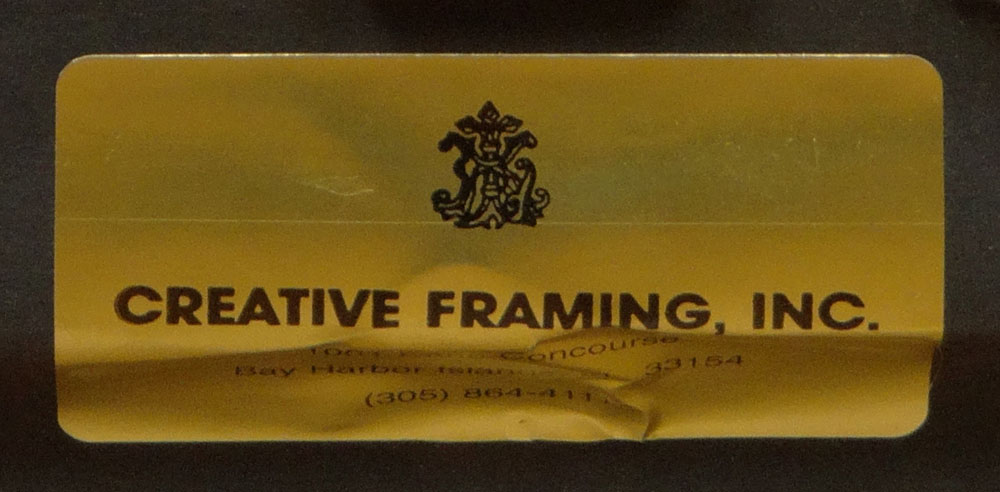 CREATIVE FRAMING, INC.
Concourse
Bay Harbor 33154
(305)